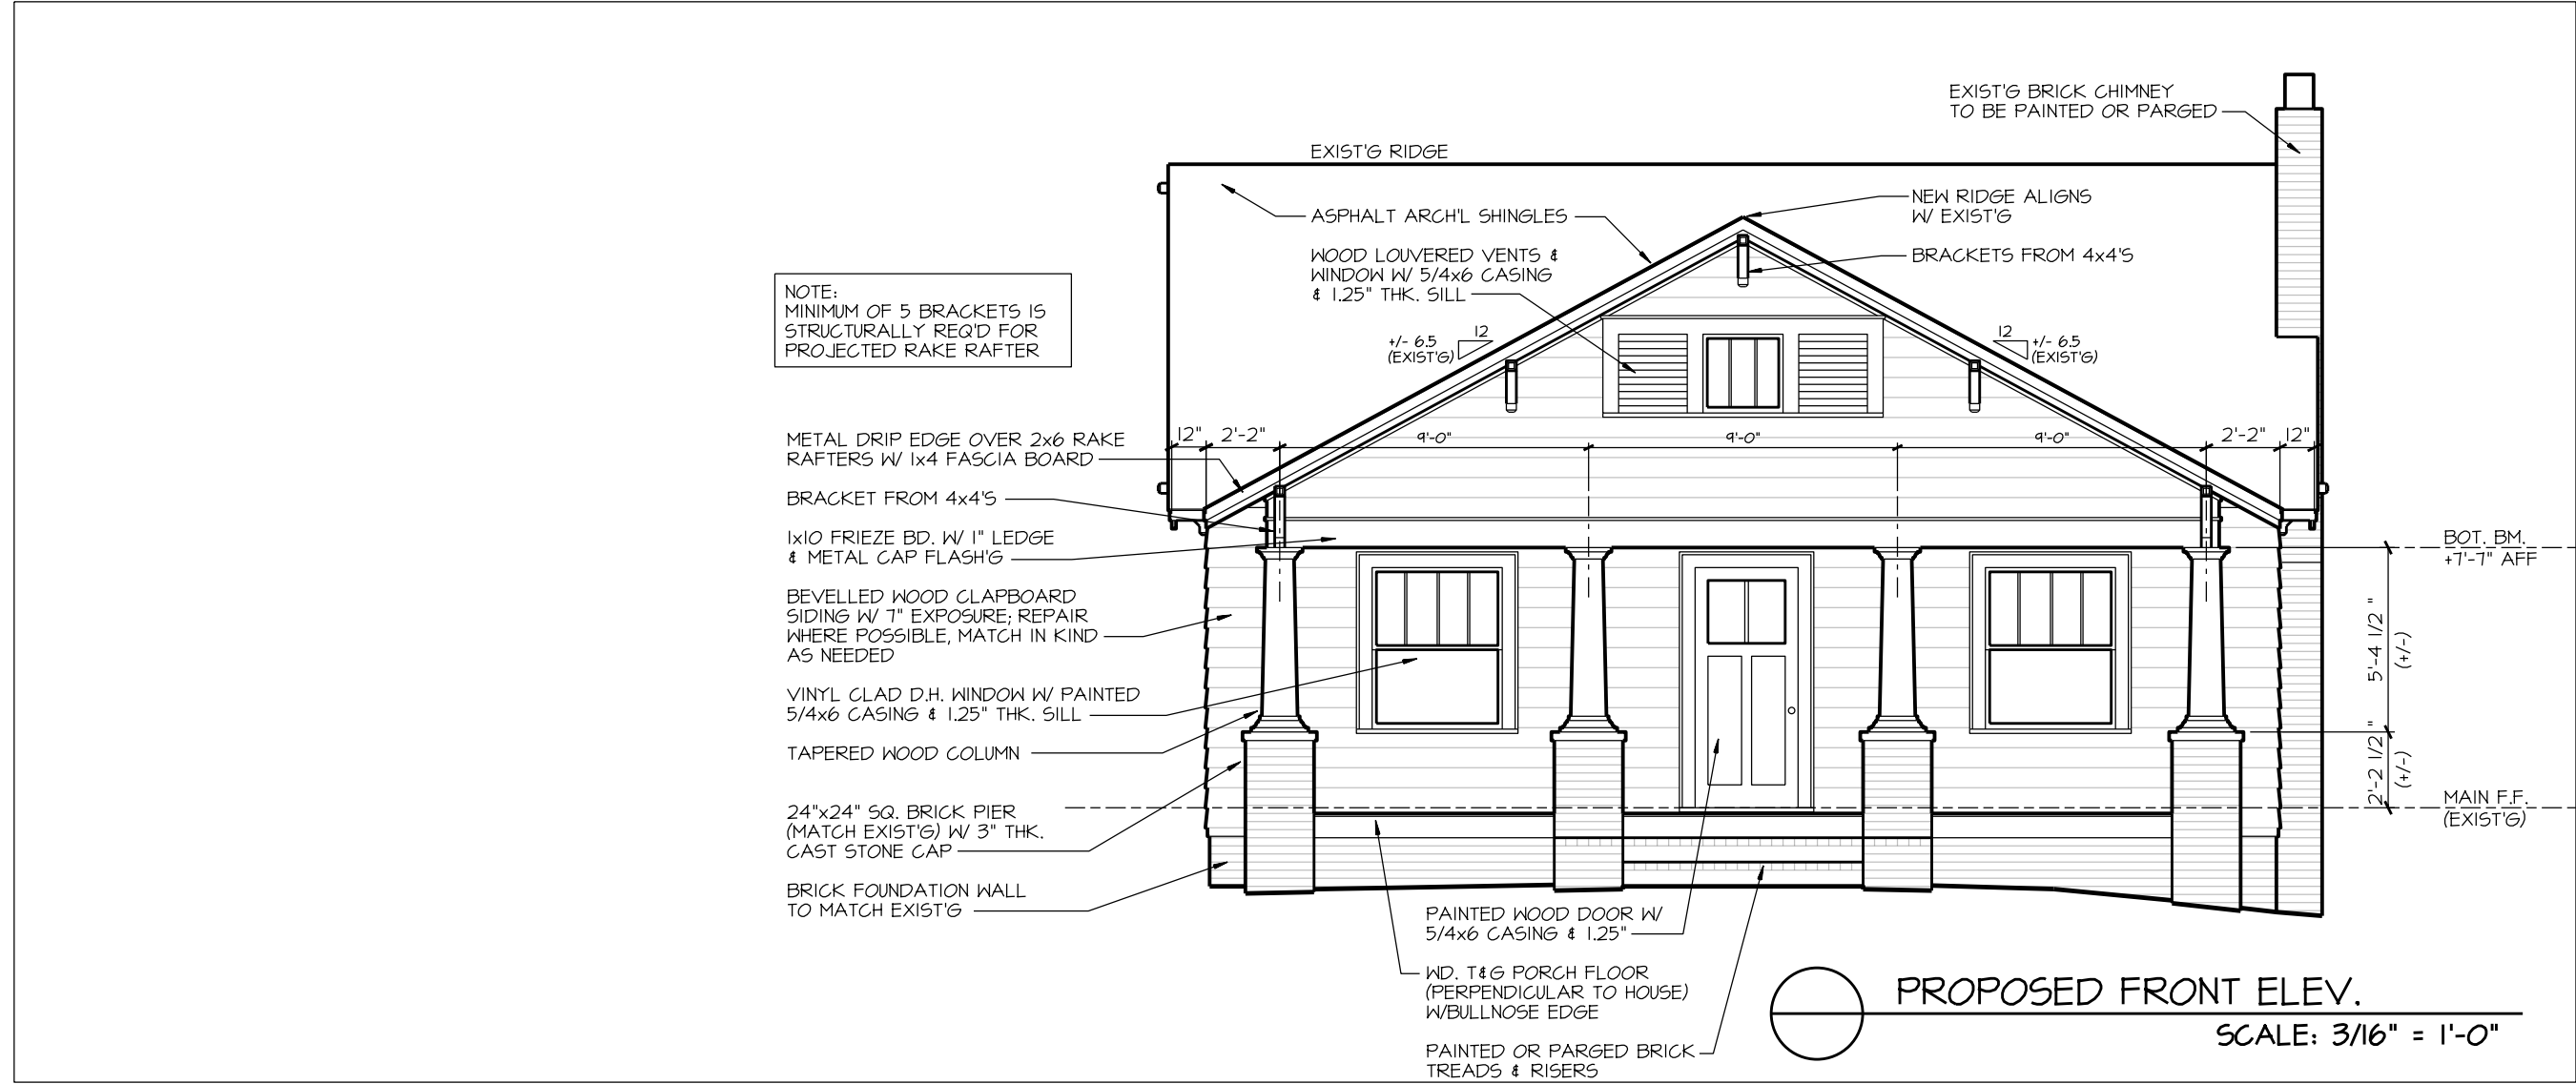 EXIST'G BRICK CHIMNEY
TO BE PAINTED OR PARGED
EXIST'G RIDGE
ASPHALT ARCH'L SHINGLES
NEW RIDGE ALIGNS
W/ EXIST'G
WOOD LOUVERED VENTS &
WINDOW W/ 5/4x6 CASING
& 1.25" THK. SILL
BRACKETS FROM 4x4'S
NOTE:
MINIMUM OF 5 BRACKETS IS
STRUCTURALLY REQ'D FOR
PROJECTED RAKE RAFTER
12
+/- 6.5
(EXIST'G)
12
+/- 6.5
(EXIST'G)
12" 2'-2" 9'-0" 9'-0" 9'-0" 2'-2" 12"
METAL DRIP EDGE OVER 2x6 RAKE
RAFTERS W/ 1x4 FASCIA BOARD
BRACKET FROM 4x4'S
1x10 FRIEZE BD. W/ 1" LEDGE
& METAL CAP FLASH'G
BEVELLED WOOD CLAPBOARD
SIDING W/ 7" EXPOSURE; REPAIR
WHERE POSSIBLE, MATCH IN KIND
AS NEEDED
VINYL CLAD D.H. WINDOW W/ PAINTED
5/4x6 CASING & 1.25" THK. SILL
TAPERED WOOD COLUMN
24"x24" SQ. BRICK PIER
(MATCH EXIST'G) W/ 3" THK.
CAST STONE CAP
BRICK FOUNDATION WALL
TO MATCH EXIST'G
BOT. BM.
+7'-7" AFF
5'-4 1/2 "
(+/-)
2'-2 1/2 "
(+/-)
MAIN F.F.
(EXIST'G)
PAINTED WOOD DOOR W/
5/4x6 CASING & 1.25"
WD. T&G PORCH FLOOR
(PERPENDICULAR TO HOUSE)
W/BULLNOSE EDGE
PAINTED OR PARGED BRICK
TREADS & RISERS
PROPOSED FRONT ELEV.
SCALE: 3/16" = 1'-0"